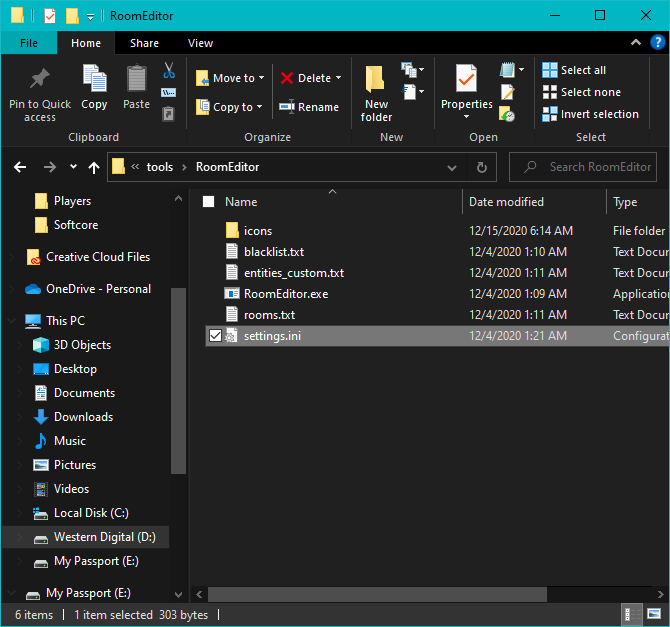 RoomEditor
File Home Share View
Pin to Quick access
Copy
Paste
Move to
Copy to
Delete
Rename
New folder
Properties
Select all
Select none
Invert selection
Clipboard Organize New Open Select
« tools > RoomEditor
Search RoomEditor
Players
Softcore
Creative Cloud Files
OneDrive - Personal
This PC
3D Objects
Desktop
Documents
Downloads
Music
Pictures
Videos
Local Disk (C:)
Western Digital (D:)
My Passport (E:)
My Passport (E:)
Name Date modified Type
icons 12/15/2020 6:14 AM File folder
blacklist.txt 12/4/2020 1:10 AM Text Docu
entities_custom.txt 12/4/2020 1:11 AM Text Docu
RoomEditor.exe 12/4/2020 1:09 AM Applicatio
rooms.txt 12/4/2020 1:11 AM Text Docu
settings.ini 12/4/2020 1:21 AM Configurat
6 items 1 item selected 303 bytes